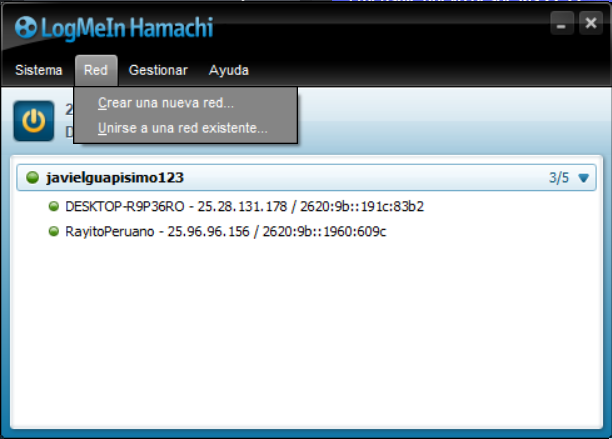 LogMeIn Hamachi
Sistema Red Gestionar Ayuda
Crear una nueva red...
Unirse a una red existente...
javielguapisimo123 3/5
DESKTOP-R9P36RO - 25.28.131.178 / 2620:9b::191c:83b2
RayitoPeruano - 25.96.96.156 / 2620:9b::1960:609c